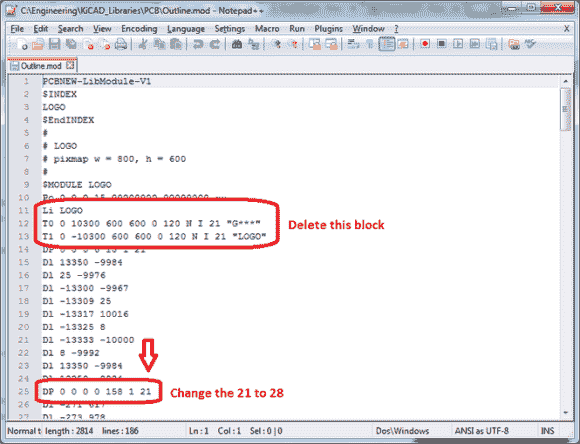 C:\Engineering\KiCAD_Libraries\PCB\Outline.mod - Notepad++
File Edit Search View Encoding Language Settings Macro Run Plugins Window ? X
Outline.mod
1 PCBNEW-LibModule-V1
2 $INDEX
3 LOGO
4 $EndINDEX
5 #
6 # LOGO
7 # pixmap w = 800, h = 600
8 #
9 $MODULE LOGO
10 Po 0 0 0 15 00000000 00000000
11 Li LOGO
12 T0 0 10300 600 600 0 120 N I 21 "G***"
Delete this block
13 T1 0 -10300 600 600 0 120 N I 21 "LOGO"
14 DP 0 0 0 0 1 21
15 Dl 13350 -9984
16 Dl 25 -9976
17 Dl -13300 -9967
18 Dl -13309 25
19 Dl -13317 10016
20 Dl -13325 8
21 Dl -13333 -10000
22 Dl 8 -9992
23 Dl 13350 -9984
24 Dl
25 DP 0 0 0 0 158 1 21
Change the 21 to 28
26 Dl -271 617
27 Dl -273 978
Normal t length : 2814 lines : 186 Ln : 1 Col : 1 Sel : 0 | 0 Dos\Windows ANSI as UTF-8 INS